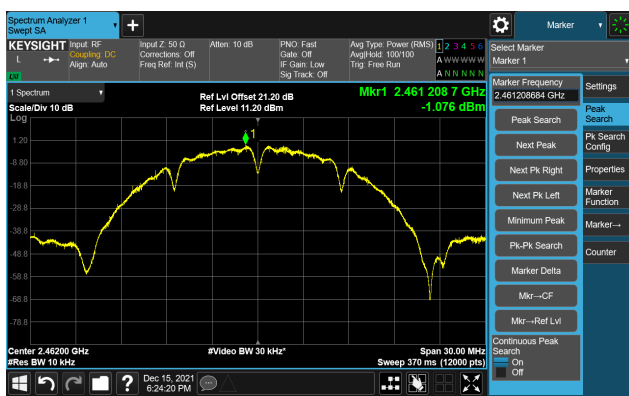 Spectrum Analyzer 1
Swept SA
Marker
KEYSIGHT Input: RF Input Z: 50 Ω Atten: 10 dB PNO: Fast Avg Type: Power (RMS) 1 2 3 4 5 6
L Coupling: DC Corrections: Off Gate: Off Avg|Hold: 100/100 A W W W W W
Align: Auto Freq Ref: Int (S) IF Gain: Low Trig: Free Run
Sig Track: Off A N N N N N
LXI
Select Marker
Marker 1
1 Spectrum
Scale/Div 10 dB
Ref Lvl Offset 21.20 dB
Ref Level 11.20 dBm
Mkr1 2.461 208 7 GHz
-1.076 dBm
Log
1.20
-8.80
-18.8
-28.8
-38.8
-48.8
-58.8
-68.8
-78.8
1
Center 2.46200 GHz
#Res BW 10 kHz
#Video BW 30 kHz*
Span 30.00 MHz
Sweep 370 ms (12000 pts)
Marker Frequency
2.461208684 GHz
Peak Search
Next Peak
Next Pk Right
Next Pk Left
Minimum Peak
Pk-Pk Search
Marker Delta
Mkr→CF
Mkr→Ref Lvl
Continuous Peak
Search
On
Off
Settings
Peak
Search
Pk Search
Config
Properties
Marker
Function
Marker→
Counter
?
Dec 15, 2021
6:24:20 PM